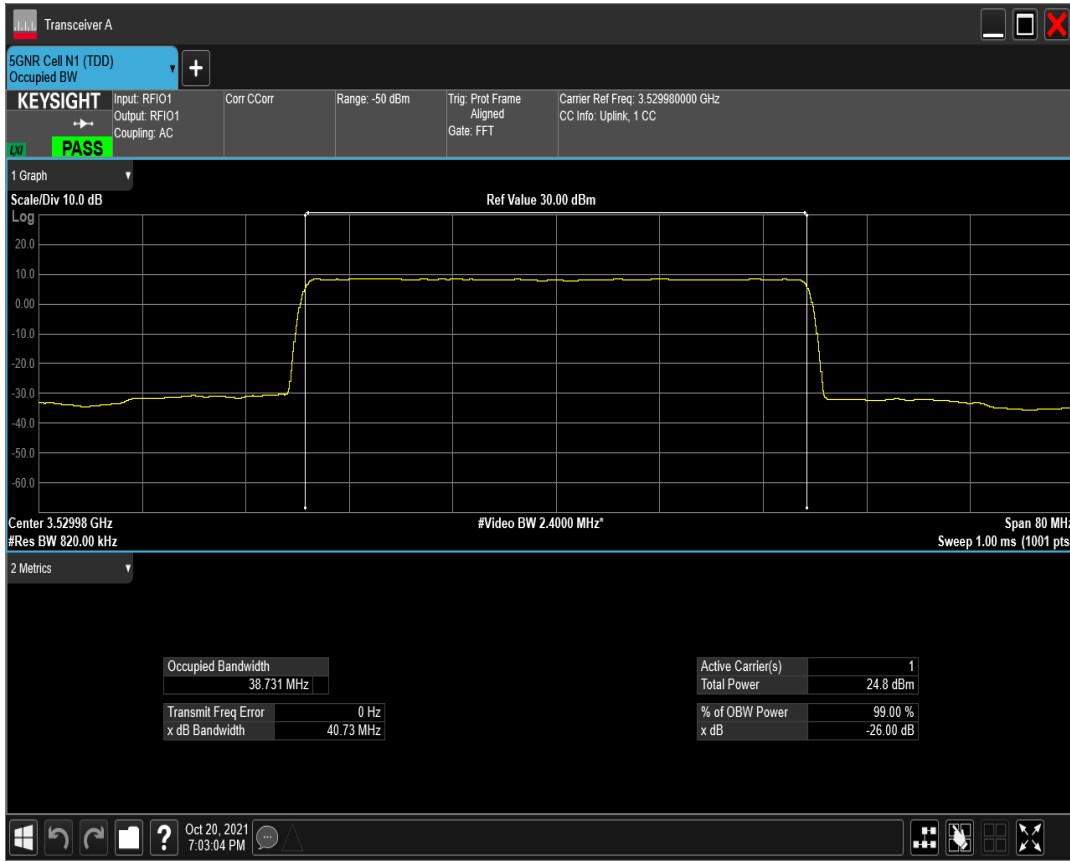 Transceiver A
5GNR Cell N1 (TDD)
Occupied BW
+
KEYSIGHT
LXI
PASS
Input: RFIO1
Output: RFIO1
Coupling: AC
Corr CCorr
Range: -50 dBm
Trig: Prot Frame
Aligned
Gate: FFT
Carrier Ref Freq: 3.529980000 GHz
CC Info: Uplink, 1 CC
1 Graph
Scale/Div 10.0 dB
Ref Value 30.00 dBm
Log
20.0
10.0
0.00
-10.0
-20.0
-30.0
-40.0
-50.0
-60.0
Center 3.52998 GHz
#Video BW 2.4000 MHz*
Span 80 MHz
#Res BW 820.00 kHz
Sweep 1.00 ms (1001 pts
2 Metrics
Occupied Bandwidth
38.731 MHz
Transmit Freq Error 0 Hz
x dB Bandwidth 40.73 MHz
Active Carrier(s) 1
Total Power 24.8 dBm
% of OBW Power 99.00 %
x dB -26.00 dB
?
Oct 20, 2021
7:03:04 PM